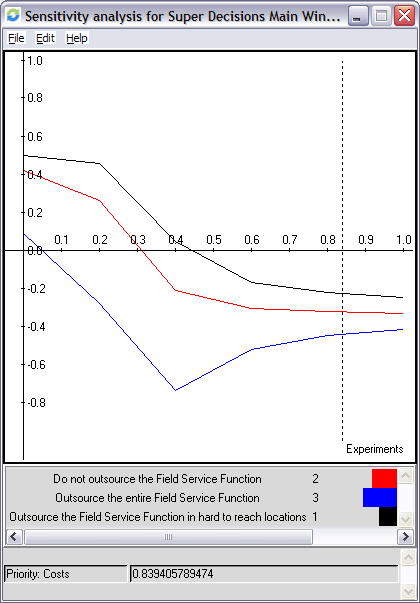 Sensitivity analysis for Super Decisions Main Win...
File Edit Help
1.0
0.8
0.6
0.4
0.2
0.0
0.1 0.2 0.3 0.4 0.5 0.6 0.7 0.8 0.9 1.0
-0.2
-0.4
-0.6
-0.8
Experiments
Do not outsource the Field Service Function 2
Outsource the entire Field Service Function 3
Outsource the Field Service Function in hard to reach locations 1
Priority: Costs 0.839405789474